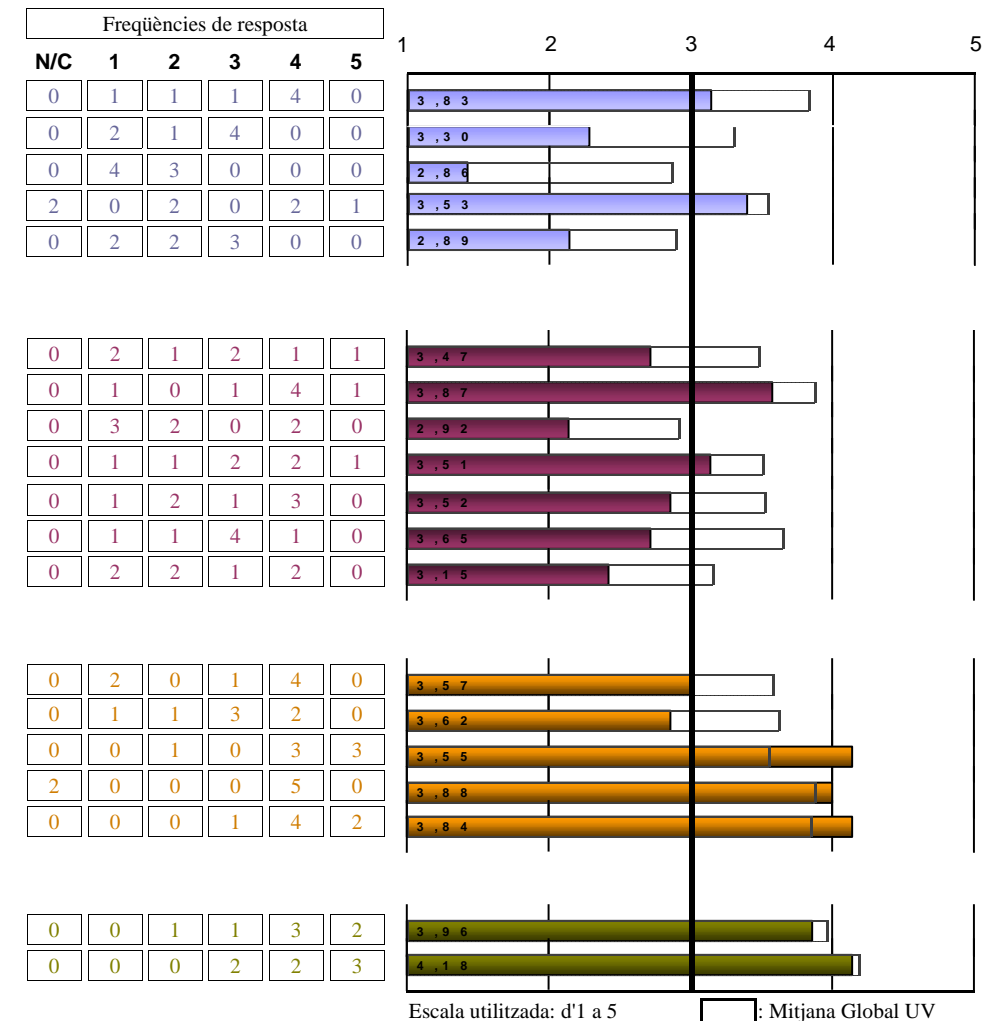 Freqüències de resposta
1 2 3 4 5
N/C 1 2 3 4 5
0 1 1 1 4 0 3,83
0 2 1 4 0 0 3,30
0 4 3 0 0 0 2,86
2 0 2 0 2 1 3,53
0 2 2 3 0 0 2,89
0 2 1 2 1 1 3,47
0 1 0 1 4 1 3,87
0 3 2 0 2 0 2,92
0 1 1 2 2 1 3,51
0 1 2 1 3 0 3,52
0 1 1 4 1 0 3,65
0 2 2 1 2 0 3,15
0 2 0 1 4 0 3,57
0 1 1 3 2 0 3,62
0 0 1 0 3 3 3,55
2 0 0 0 5 0 3,88
0 0 0 1 4 2 3,84
0 0 1 1 3 2 3,96
0 0 0 2 2 3 4,18
Escala utilitzada: d'1 a 5 : Mitjana Global UV